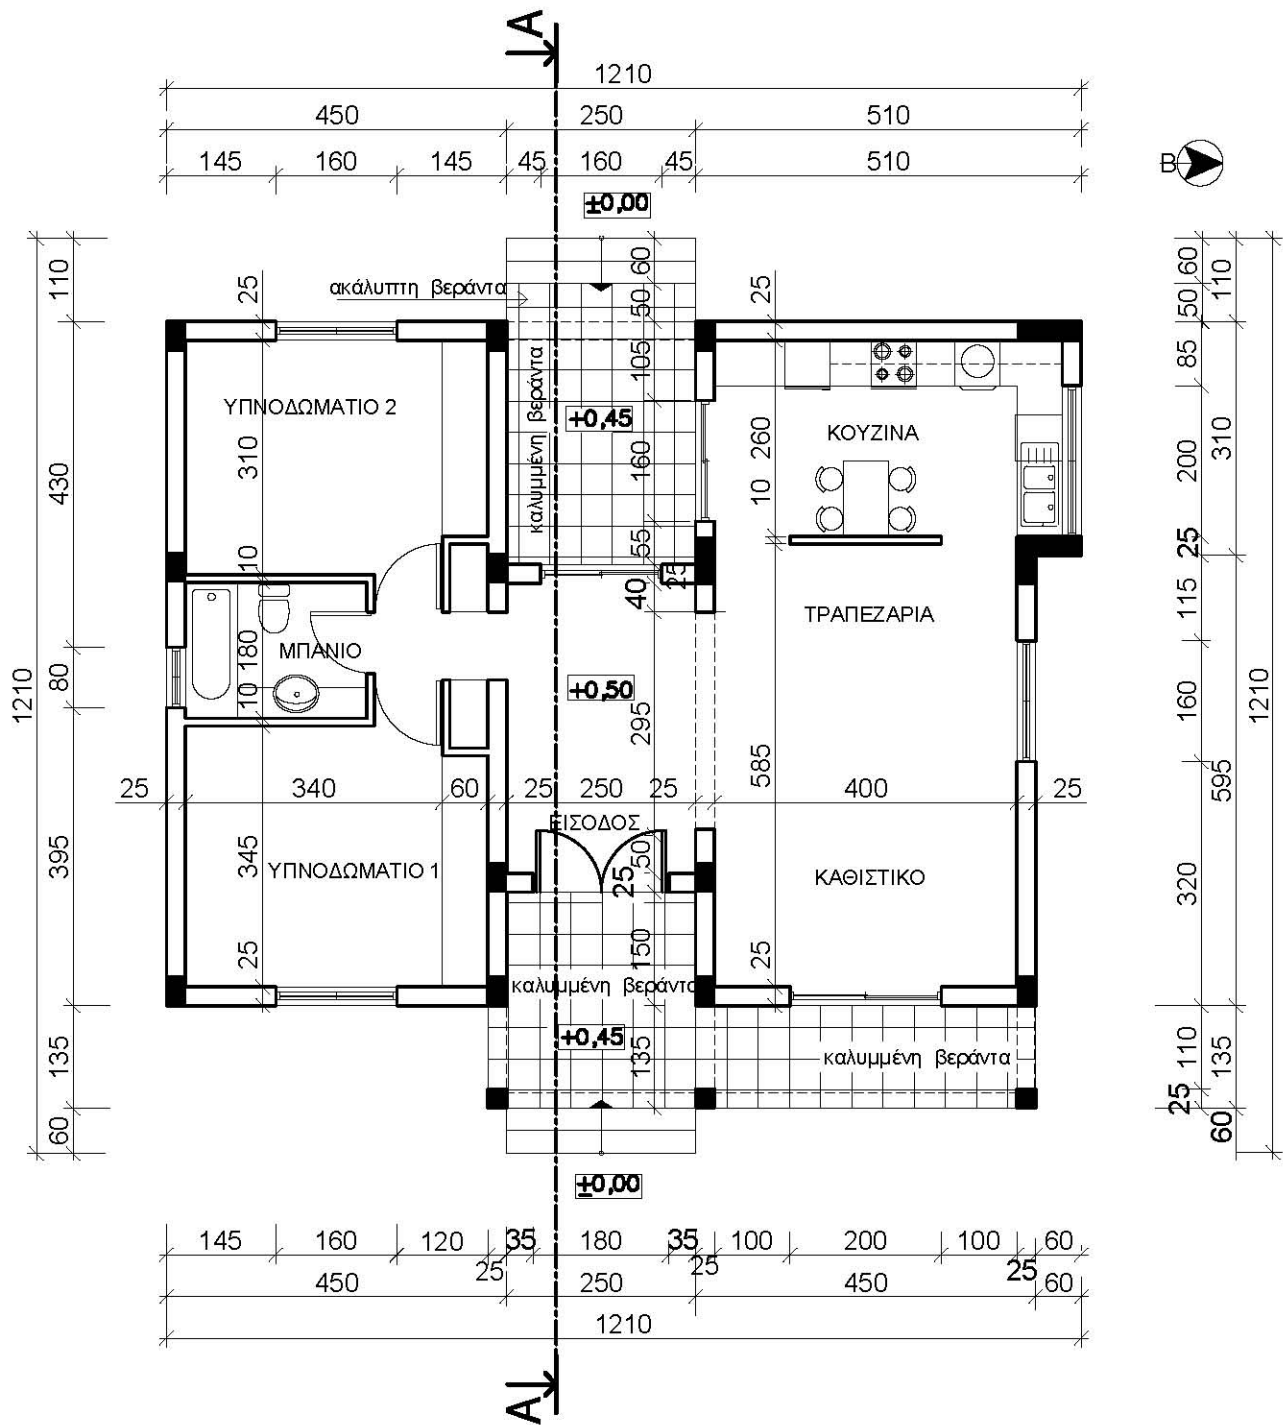 A
1210
450 250 510
145 160 145 45 160 45 510
B
±0,00
110 25 60 25 60 110
ακάλυπτη βεράντα
50 50
καλυμμένη βεράντα
105 85
ΥΠΝΟΔΩΜΑΤΙΟ 2
+0,45
ΚΟΥΖΙΝΑ
430 310 160 260 200 310
10
10 55 25 25
40 115
ΤΡΑΠΕΖΑΡΙΑ
ΜΠΑΝΙΟ
180
80 10
+0,50
1210 295 160 1210
585 595
25 340 60 25 250 25 400 25
ΕΙΣΟΔΟΣ
395 345 50 320
ΥΠΝΟΔΩΜΑΤΙΟ 1
25
ΚΑΘΙΣΤΙΚΟ
25 150 25
καλυμμένη βεράντα
+0,45
135 135 110 135
καλυμμένη βεράντα
25
60 60
±0,00
145 160 120 35 180 35 100 200 100 60
25 25 25
450 250 450 60
1210
A